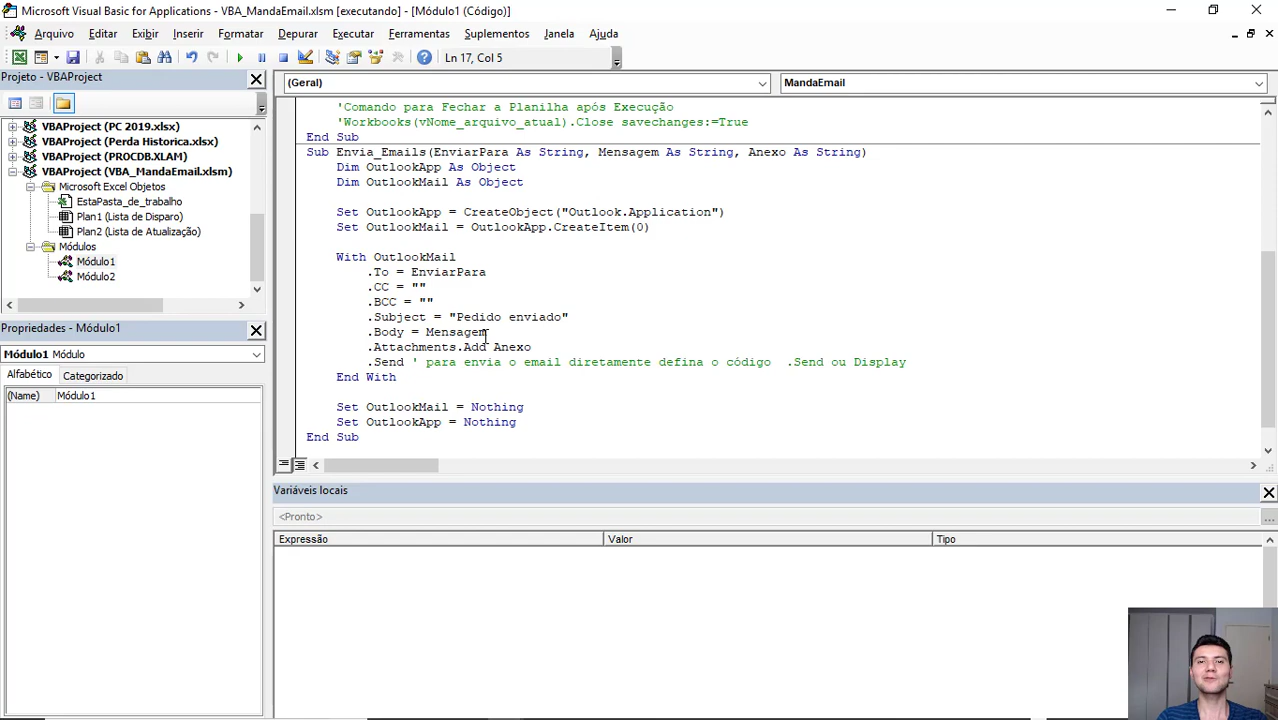 Microsoft Visual Basic for Applications - VBA_MandaEmail.xlsm [executando] - [Módulo1 (Código)]
Arquivo Editar Exibir Inserir Formatar Depurar Executar Ferramentas Suplementos Janela Ajuda
Ln 17, Col 5
Projeto - VBAProject
VBAProject (PC 2019.xlsx)
VBAProject (Perda Historica.xlsx)
VBAProject (PROCDB.XLAM)
VBAProject (VBA_MandaEmail.xlsm)
Microsoft Excel Objetos
EstaPasta_de_trabalho
Plan1 (Lista de Disparo)
Plan2 (Lista de Atualização)
Módulos
Módulo1
Módulo2
Propriedades - Módulo1
Módulo1 Módulo
Alfabético Categorizado
(Name) Módulo1
(Geral) MandaEmail
'Comando para Fechar a Planilha após Execução
'Workbooks(vNome_arquivo_atual).Close savechanges:=True
End Sub
Sub Envia_Emails(EnviarPara As String, Mensagem As String, Anexo As String)
Dim OutlookApp As Object
Dim OutlookMail As Object
Set OutlookApp = CreateObject("Outlook.Application")
Set OutlookMail = OutlookApp.CreateItem(0)
With OutlookMail
.To = EnviarPara
.CC = ""
.BCC = ""
.Subject = "Pedido enviado"
.Body = Mensagem
.Attachments.Add Anexo
.Send ' para envia o email diretamente defina o código  .Send ou Display
End With
Set OutlookMail = Nothing
Set OutlookApp = Nothing
End Sub
Variáveis locais
<Pronto>
Expressão Valor Tipo